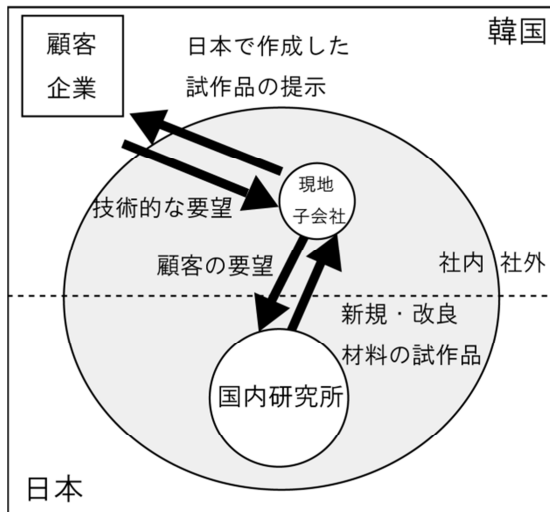 顧客
企業
日本で作成した
試作品の提示
韓国
現地
子会社
技術的な要望
顧客の要望
社内
社外
新規・改良
材料の試作品
国内研究所
日本